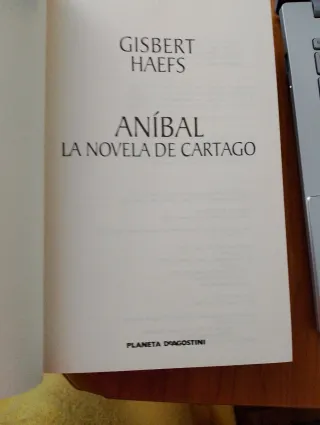 GISBERT
HAEFS
ANÍBAL
LA NOVELA DE CARTAGO
PLANETA DEAGOSTINI